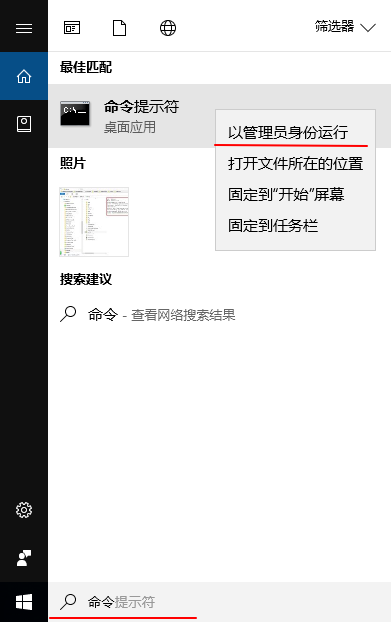 筛选器
最佳匹配
命令提示符
桌面应用
以管理员身份运行
打开文件所在的位置
固定到“开始”屏幕
固定到任务栏
照片
搜索建议
命令 - 查看网络搜索结果
命令提示符